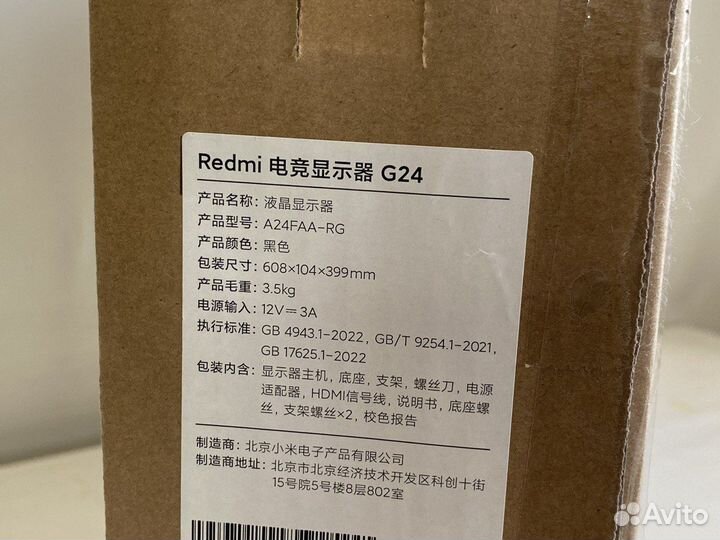 Redmi 电竞显示器 G24
产品名称：液晶显示器
产品型号：A24FAA-RG
产品颜色：黑色
包装尺寸：608×104×399mm
产品毛重：3.5kg
电源输入：12V⎓3A
执行标准：GB 4943.1-2022，GB/T 9254.1-2021，
GB 17625.1-2022
包装内含：显示器主机，底座，支架，螺丝刀，电源
适配器，HDMI信号线，说明书，底座螺
丝，支架螺丝×2，校色报告
制造商：北京小米电子产品有限公司
制造商地址：北京市北京经济技术开发区科创十街
15号院5号楼8层802室
Avito